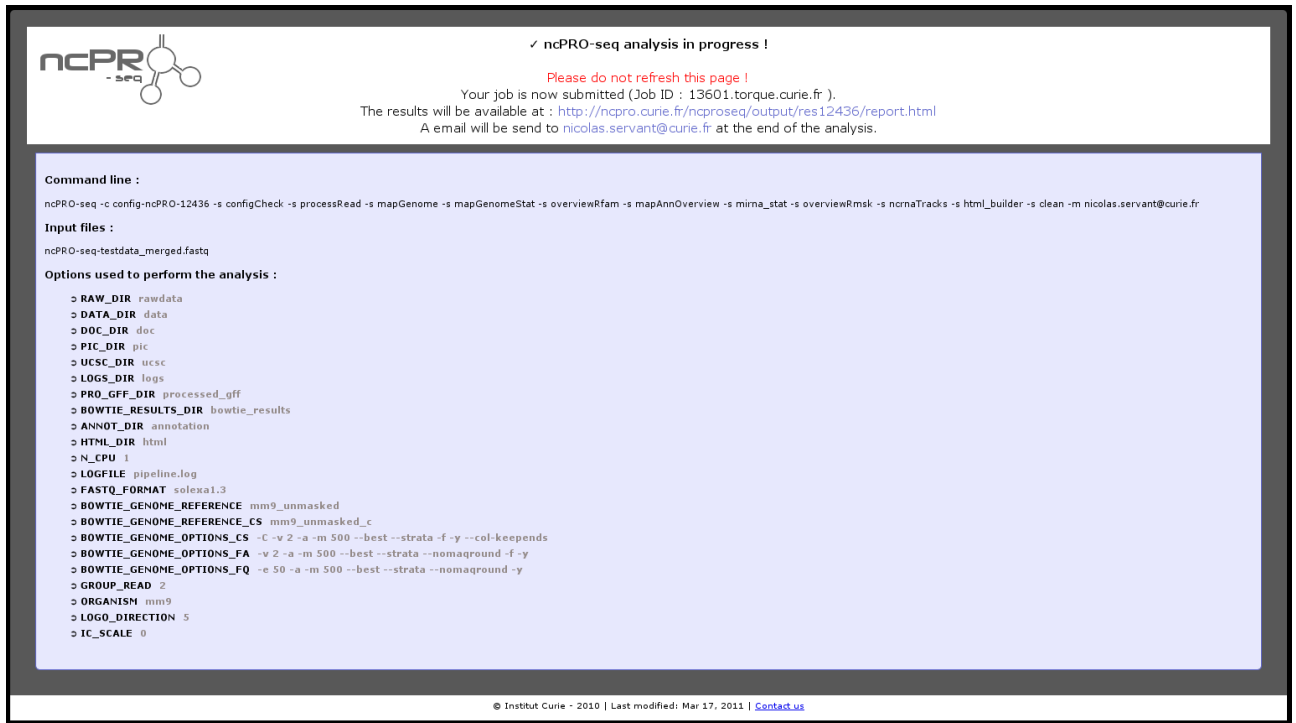 ncPR
- seq
✓ ncPRO-seq analysis in progress !
Please do not refresh this page !
Your job is now submitted (Job ID : 13601.torque.curie.fr ).
The results will be available at : http://ncpro.curie.fr/ncproseq/output/res12436/report.html
A email will be send to nicolas.servant@curie.fr at the end of the analysis.
Command line :
ncPRO-seq -c config-ncPRO-12436 -s configCheck -s processRead -s mapGenome -s mapGenomeStat -s overviewRfam -s mapAnnOverview -s mirna_stat -s overviewRmsk -s ncrnaTracks -s html_builder -s clean -m nicolas.servant@curie.fr
Input files :
ncPRO-seq-testdata_merged.fastq
Options used to perform the analysis :
➲ RAW_DIR rawdata
➲ DATA_DIR data
➲ DOC_DIR doc
➲ PIC_DIR pic
➲ UCSC_DIR ucsc
➲ LOGS_DIR logs
➲ PRO_GFF_DIR processed_gff
➲ BOWTIE_RESULTS_DIR bowtie_results
➲ ANNOT_DIR annotation
➲ HTML_DIR html
➲ N_CPU 1
➲ LOGFILE pipeline.log
➲ FASTQ_FORMAT solexa1.3
➲ BOWTIE_GENOME_REFERENCE mm9_unmasked
➲ BOWTIE_GENOME_REFERENCE_CS mm9_unmasked_c
➲ BOWTIE_GENOME_OPTIONS_CS -C -v 2 -a -m 500 --best --strata -f -y --col-keepends
➲ BOWTIE_GENOME_OPTIONS_FA -v 2 -a -m 500 --best --strata --nomaqround -f -y
➲ BOWTIE_GENOME_OPTIONS_FQ -e 50 -a -m 500 --best --strata --nomaqround -y
➲ GROUP_READ 2
➲ ORGANISM mm9
➲ LOGO_DIRECTION 5
➲ IC_SCALE 0
© Institut Curie - 2010 | Last modified: Mar 17, 2011 | Contact us